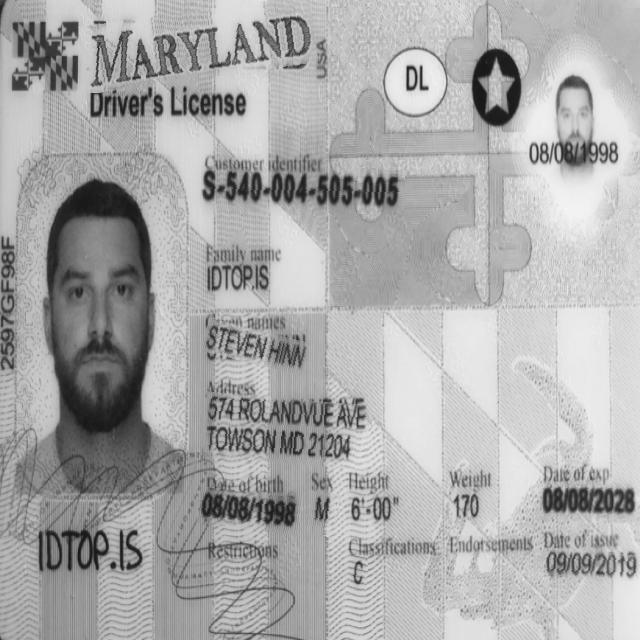 MARYLAND
USA
Driver's License
DL
08/08/1998
Customer identifier
S-540-004-505-005
Family name
IDTOP.IS
Given names
STEVEN HINN
Address
574 ROLANDVUE AVE
TOWSON MD 21204
Date of birth Sex Height Weight Date of exp
08/08/1998 M 6'-00" 170 08/08/2028
Restrictions Classifications Endorsements Date of issue
C 09/09/2019
2597GF98F
IDTOP.IS